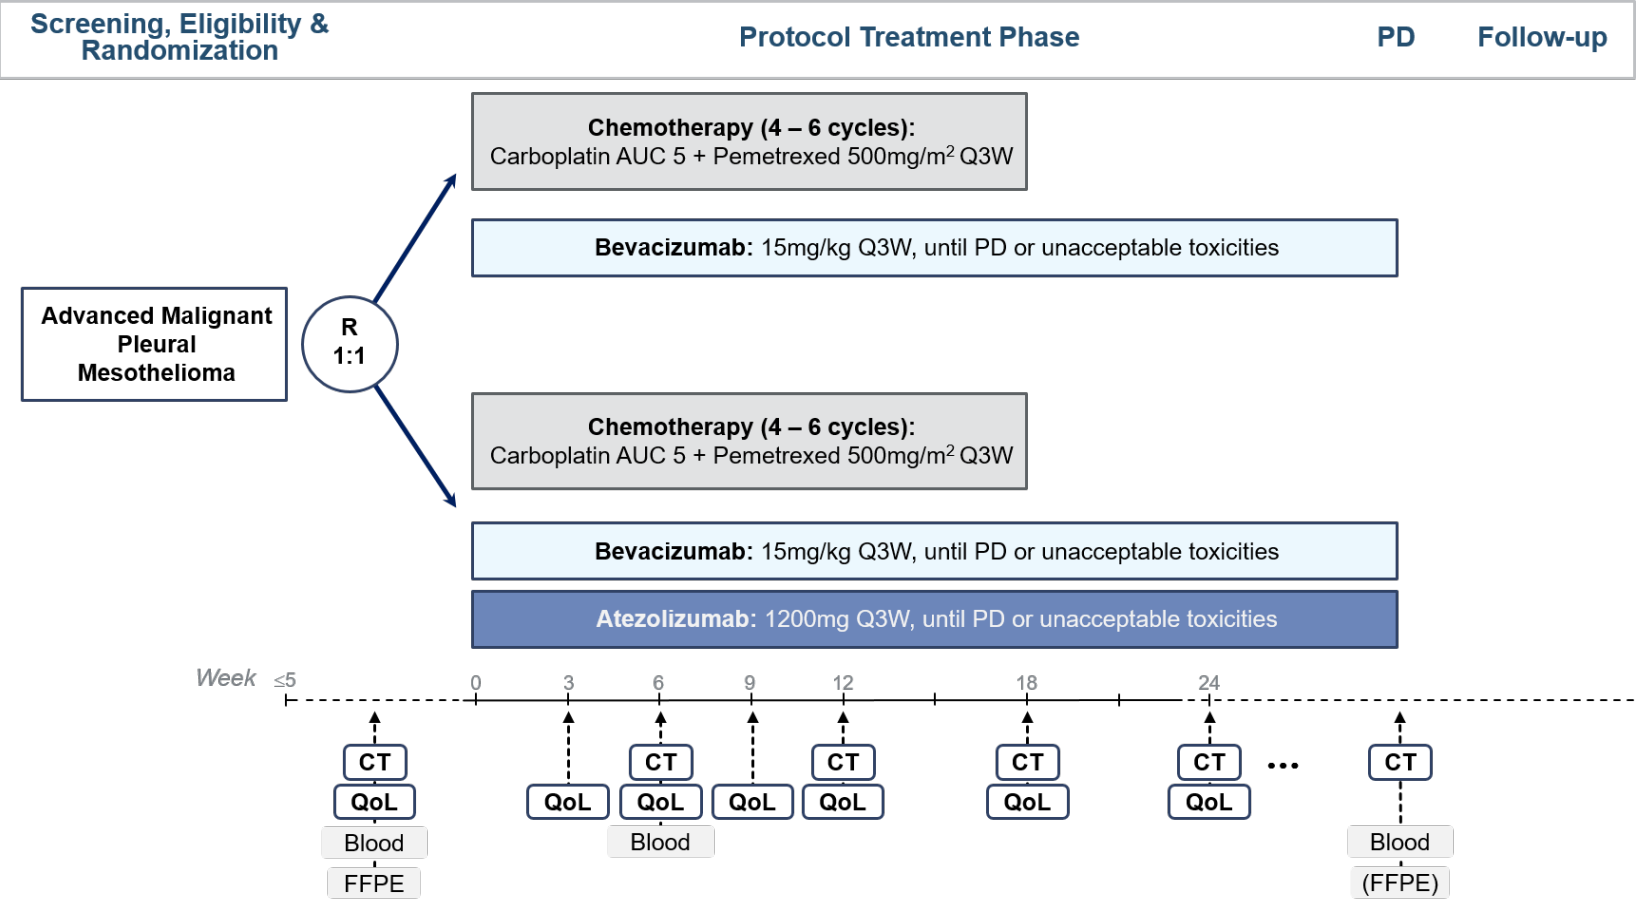 Screening, Eligibility &
Randomization
Protocol Treatment Phase
PD
Follow-up
Chemotherapy (4 – 6 cycles):
Carboplatin AUC 5 + Pemetrexed 500mg/m² Q3W
Bevacizumab: 15mg/kg Q3W, until PD or unacceptable toxicities
Advanced Malignant
Pleural
Mesothelioma
R
1:1
Chemotherapy (4 – 6 cycles):
Carboplatin AUC 5 + Pemetrexed 500mg/m² Q3W
Bevacizumab: 15mg/kg Q3W, until PD or unacceptable toxicities
Atezolizumab: 1200mg Q3W, until PD or unacceptable toxicities
Week ≤5 0 3 6 9 12 18 24
CT CT CT CT CT ... CT
QoL QoL QoL QoL QoL QoL QoL
Blood Blood Blood
FFPE (FFPE)